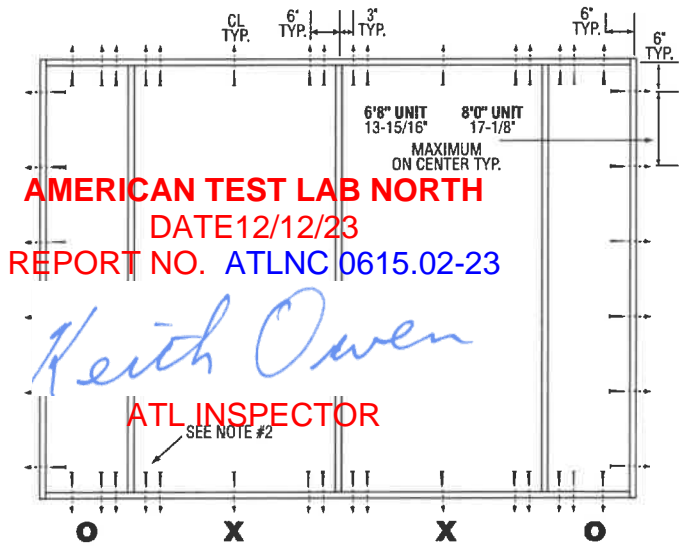 CL
TYP.
6"
TYP.
3"
TYP.
6"
TYP.
6"
TYP.
6'8" UNIT 8'0" UNIT
13-15/16" 17-1/8"
MAXIMUM
ON CENTER TYP.
AMERICAN TEST LAB NORTH
DATE12/12/23
REPORT NO. ATLNC 0615.02-23
Keith Owen
ATL INSPECTOR
SEE NOTE #2
O X X O